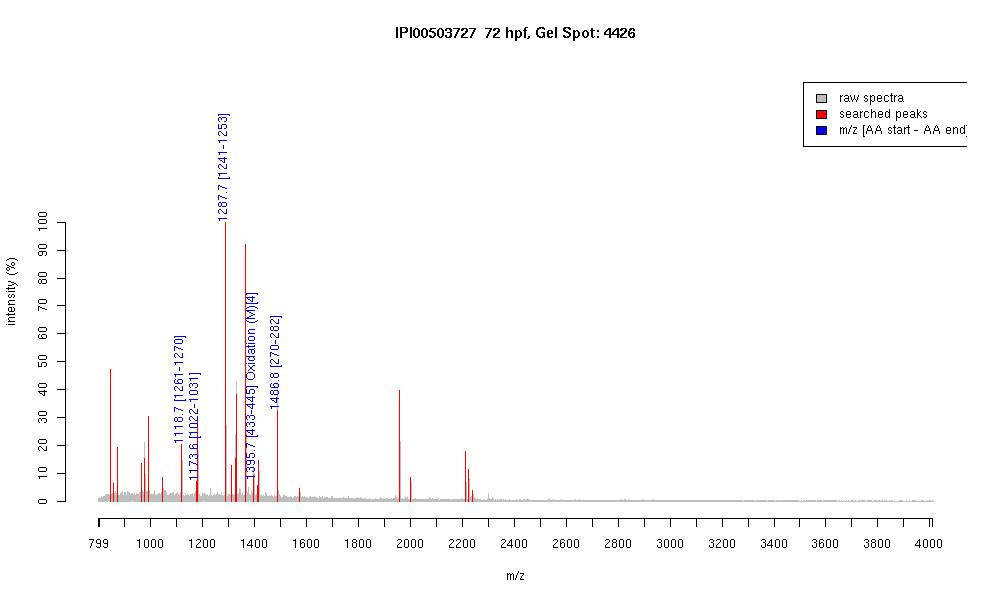 IPI00503727 72 hpf, Gel Spot: 4426
raw spectra
searched peaks
m/z [AA start - AA end]
1287.7 [1241-1253]
1118.7 [1261-1270]
1173.6 [1022-1031]
1395.7 [433-445] Oxidation (M)[4]
1486.8 [270-282]
intensity (%)
100
90
80
70
60
50
40
30
20
10
0
799 1000 1200 1400 1600 1800 2000 2200 2400 2600 2800 3000 3200 3400 3600 3800 4000
m/z